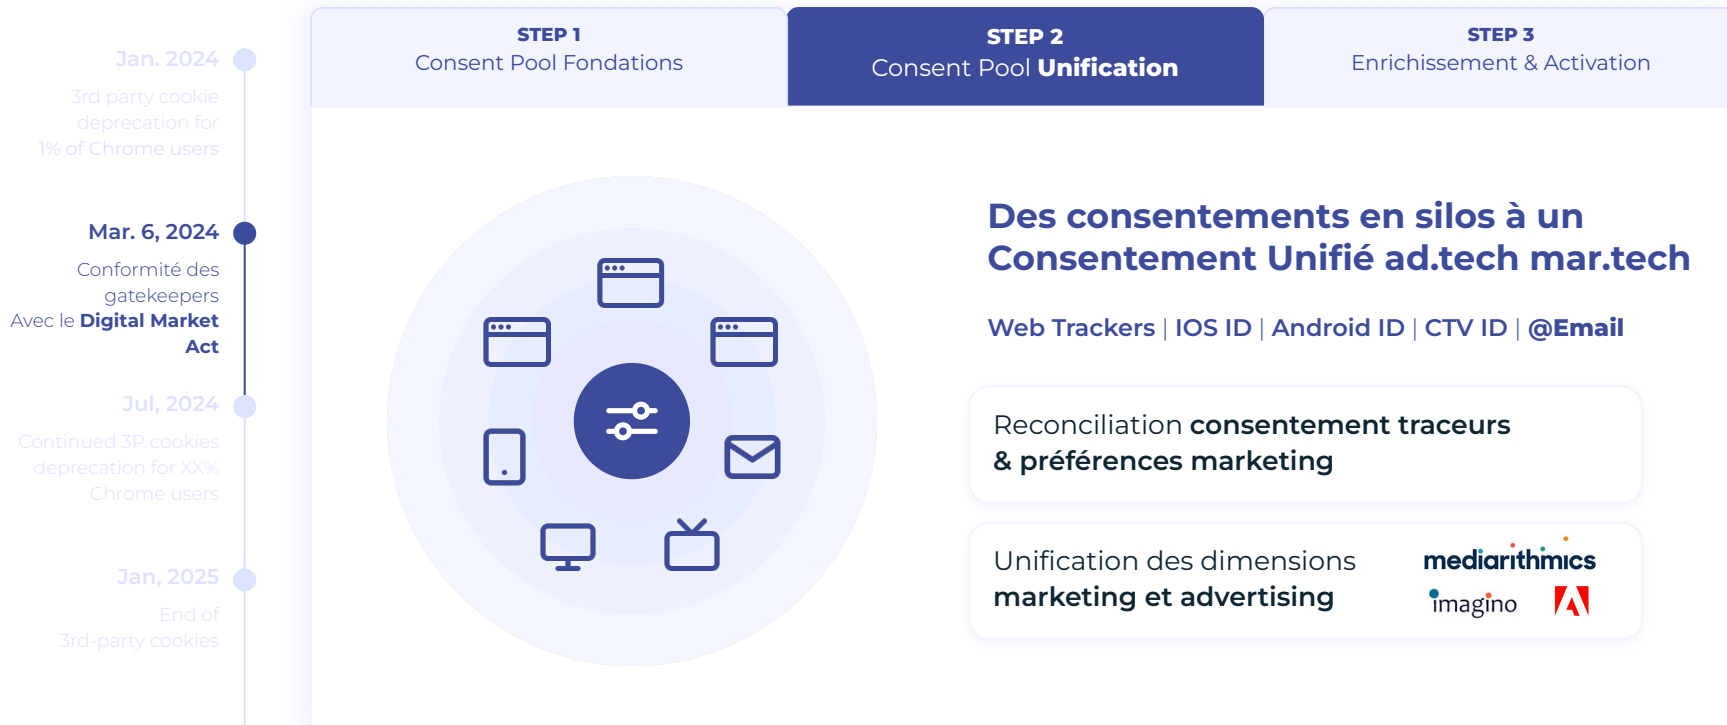 Jan. 2024
3rd party cookie
deprecation for
1% of Chrome users
Mar. 6, 2024
Conformité des
gatekeepers
Avec le Digital Market
Act
Jul, 2024
Continued 3P cookies
deprecation for XX%
Chrome users
Jan, 2025
End of
3rd-party cookies
STEP 1
Consent Pool Fondations
STEP 2
Consent Pool Unification
STEP 3
Enrichissement & Activation
Des consentements en silos à un
Consentement Unifié ad.tech mar.tech
Web Trackers | IOS ID | Android ID | CTV ID | @Email
Reconciliation consentement traceurs
& préférences marketing
Unification des dimensions
marketing et advertising
mediarithmics
imagino